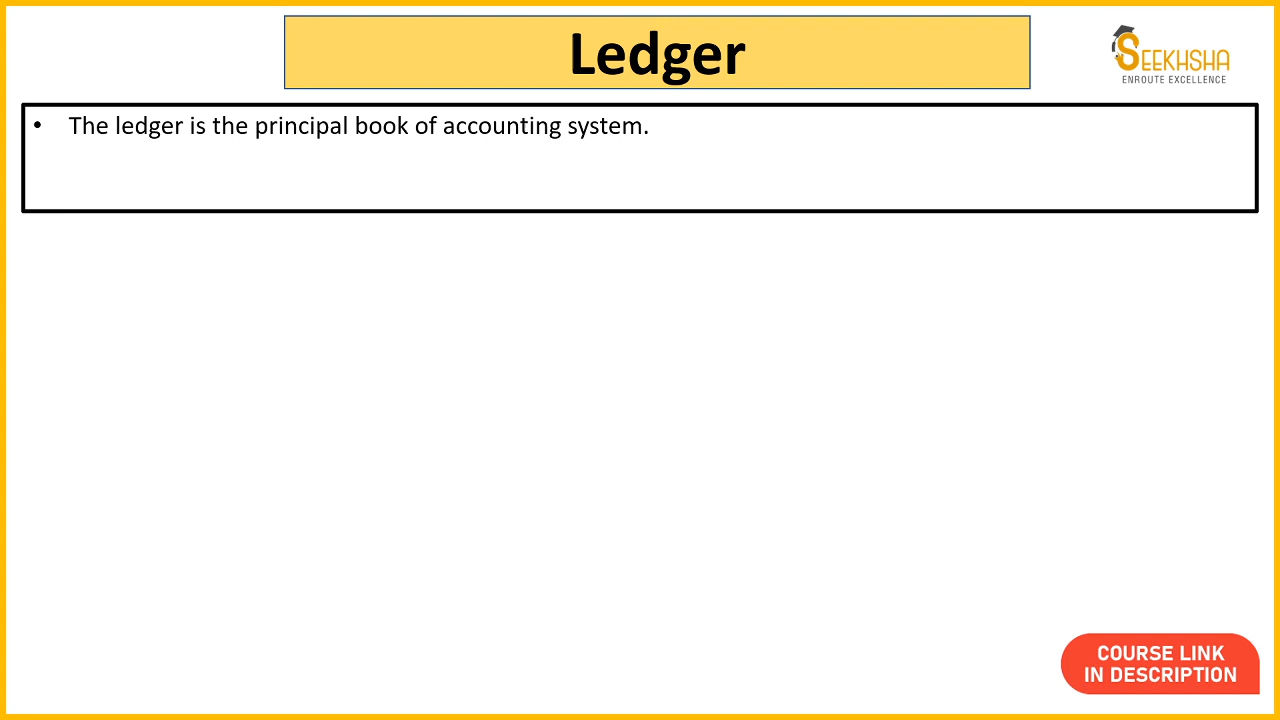 Ledger
SEEKHSHA
ENROUTE EXCELLENCE
• The ledger is the principal book of accounting system.
COURSE LINK
IN DESCRIPTION